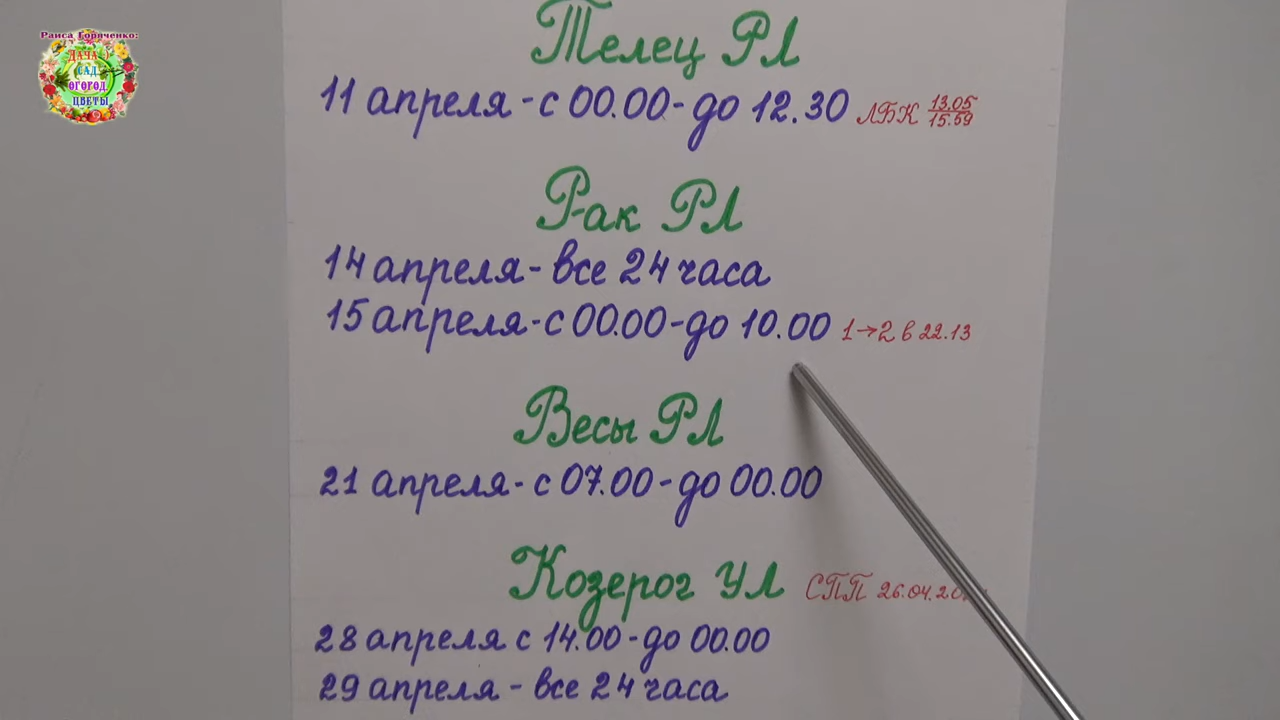 Раиса Горяченко:
ДАЧА
САД
ОГОРОД
ЦВЕТЫ
Телец РЛ
11 апреля - с 00.00 - до 12.30 ЛБК 13.05
15.59
Рак РЛ
14 апреля - все 24 часа
15 апреля - с 00.00 - до 10.00 1→2 в 22.13
Весы РЛ
21 апреля - с 07.00 - до 00.00
Козерог УЛ СПП 26.04.20
28 апреля с 14.00 - до 00.00
29 апреля - все 24 часа